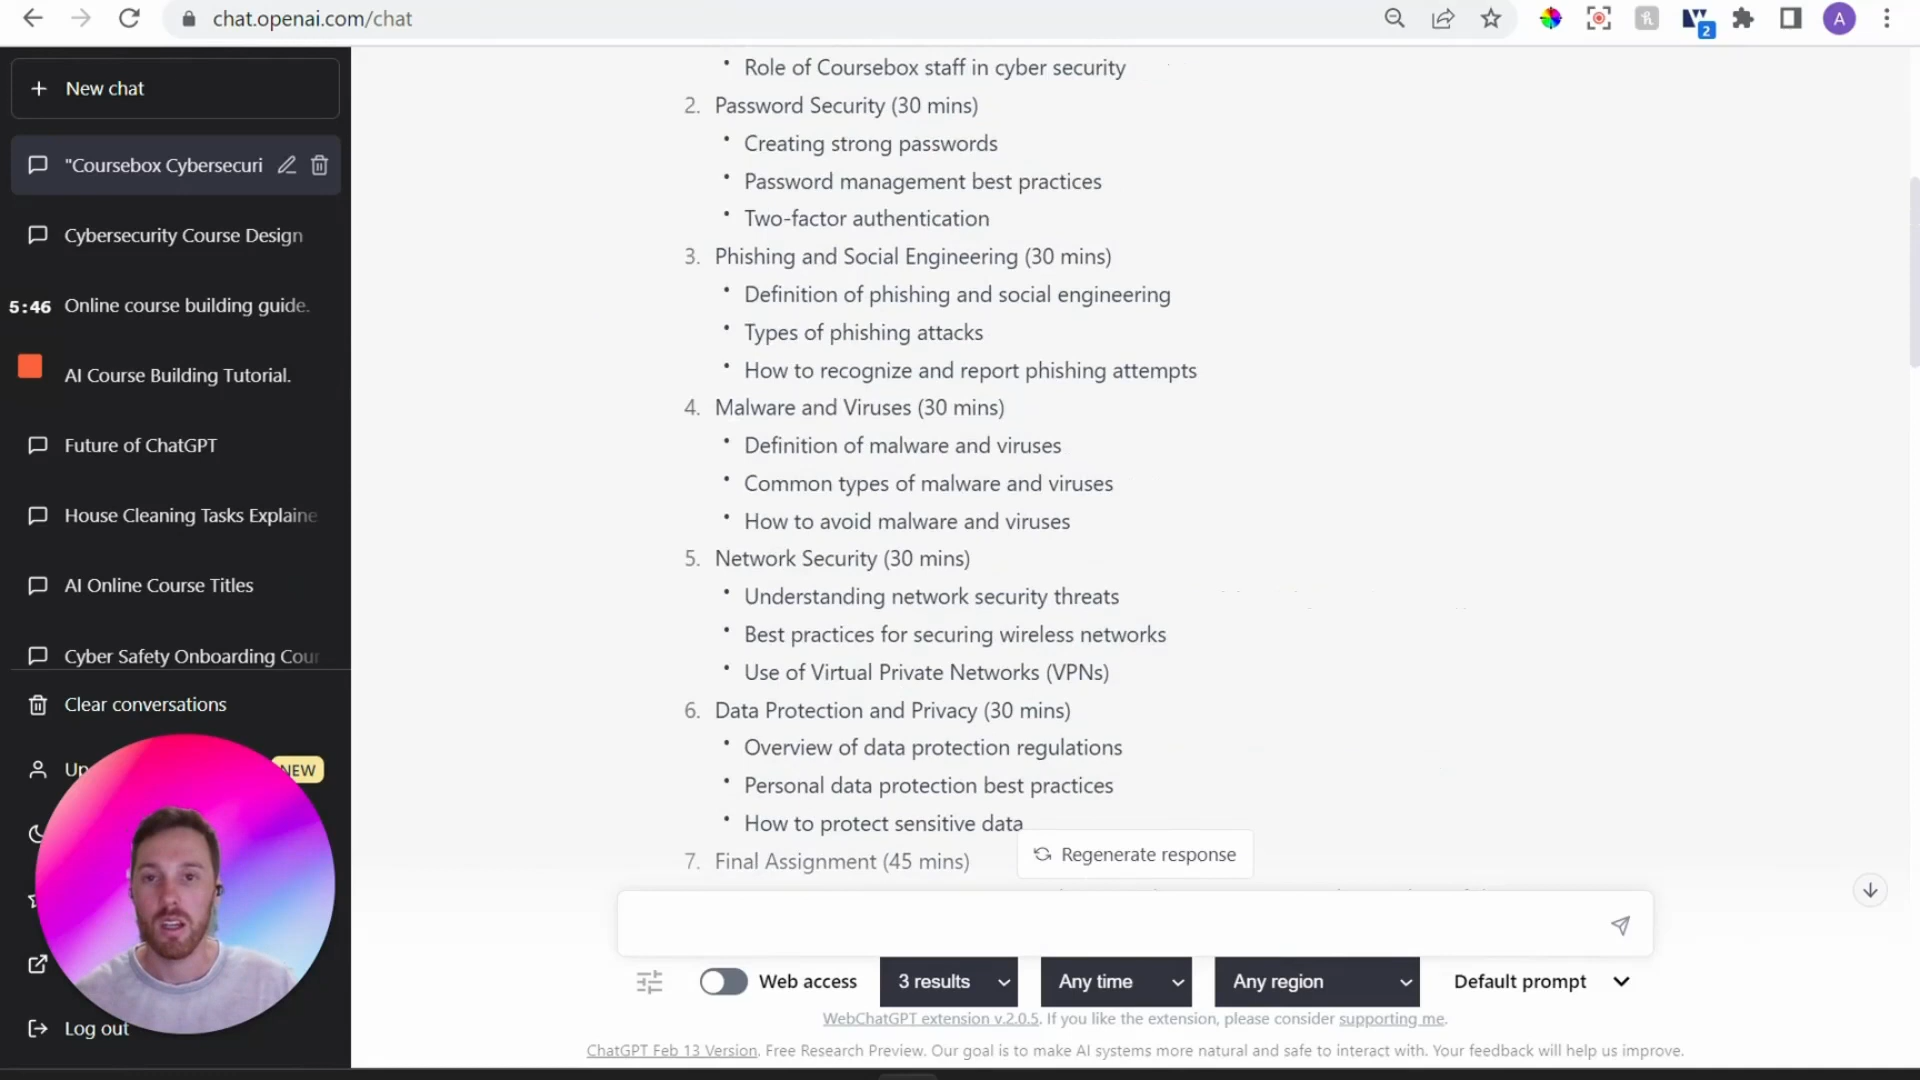 chat.openai.com/chat
2
A
New chat
"Coursebox Cybersecuri
Cybersecurity Course Design
5:46
Online course building guide.
AI Course Building Tutorial.
Future of ChatGPT
House Cleaning Tasks Explaine
AI Online Course Titles
Cyber Safety Onboarding Cour
Clear conversations
Up
NEW
Log out
• Role of Coursebox staff in cyber security
2. Password Security (30 mins)
• Creating strong passwords
• Password management best practices
• Two-factor authentication
3. Phishing and Social Engineering (30 mins)
• Definition of phishing and social engineering
• Types of phishing attacks
• How to recognize and report phishing attempts
4. Malware and Viruses (30 mins)
• Definition of malware and viruses
• Common types of malware and viruses
• How to avoid malware and viruses
5. Network Security (30 mins)
• Understanding network security threats
• Best practices for securing wireless networks
• Use of Virtual Private Networks (VPNs)
6. Data Protection and Privacy (30 mins)
• Overview of data protection regulations
• Personal data protection best practices
• How to protect sensitive data
7. Final Assignment (45 mins)
Regenerate response
Web access
3 results
Any time
Any region
Default prompt
WebChatGPT extension v.2.0.5. If you like the extension, please consider supporting me.
ChatGPT Feb 13 Version. Free Research Preview. Our goal is to make AI systems more natural and safe to interact with. Your feedback will help us improve.